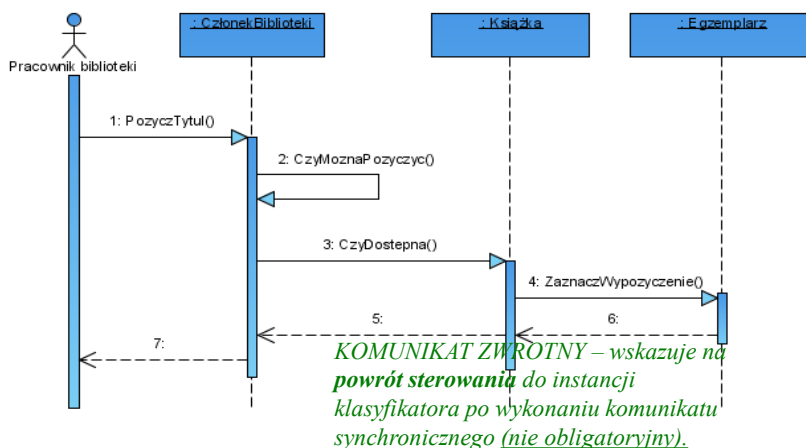 : CzłonekBiblioteki
: Książka
: Egzemplarz
Pracownik biblioteki
1: PozyczTytul()
2: CzyMoznaPozyczyc()
3: CzyDostepna()
4: ZaznaczWypozyczenie()
5:
6:
7:
KOMUNIKAT ZWROTNY – wskazuje na
powrót sterowania do instancji
klasyfikatora po wykonaniu komunikatu
synchronicznego (nie obligatoryjny).